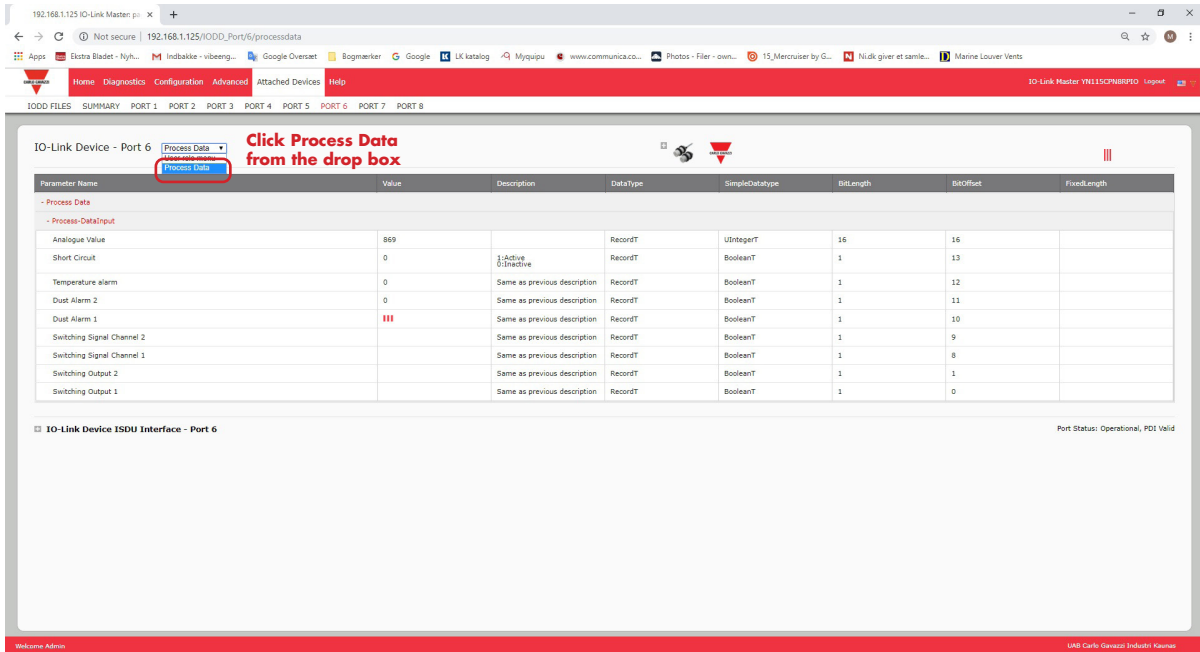 192.168.1.125 IO-Link Master: pa
Not secure | 192.168.1.125/IODD_Port/6/processdata
Apps Ekstra Bladet - Nyh... Indbakke - vibeeng... Google Oversæt Bogmærker Google LK katalog Myquipu www.communica.co... Photos - Filer - own... 15_Mercruiser by G... Ni.dk giver et samle... Marine Louver Vents
CARLO GAVAZZI Home Diagnostics Configuration Advanced Attached Devices Help IO-Link Master YN115CPN8RPIO Logout
IODD FILES SUMMARY PORT 1 PORT 2 PORT 3 PORT 4 PORT 5 PORT 6 PORT 7 PORT 8
IO-Link Device - Port 6 Process Data
User role menu
Process Data
Click Process Data
from the drop box
CARLO GAVAZZI
Parameter Name Value Description DataType SimpleDatatype BitLength BitOffset FixedLength
- Process Data
- Process-DataInput
Analogue Value 869 RecordT UIntegerT 16 16
Short Circuit 0 1:Active RecordT BooleanT 1 13
0:Inactive
Temperature alarm 0 Same as previous description RecordT BooleanT 1 12
Dust Alarm 2 0 Same as previous description RecordT BooleanT 1 11
Dust Alarm 1 Same as previous description RecordT BooleanT 1 10
Switching Signal Channel 2 Same as previous description RecordT BooleanT 1 9
Switching Signal Channel 1 Same as previous description RecordT BooleanT 1 8
Switching Output 2 Same as previous description RecordT BooleanT 1 1
Switching Output 1 Same as previous description RecordT BooleanT 1 0
IO-Link Device ISDU Interface - Port 6 Port Status: Operational, PDI Valid
Welcome Admin UAB Carlo Gavazzi Industri Kaunas